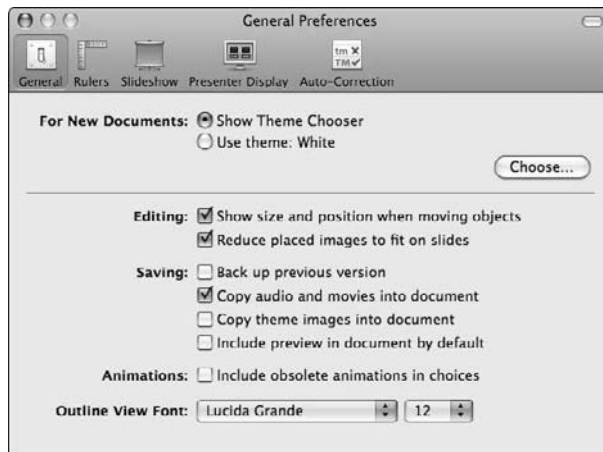 General Preferences
tm
TM
General Rulers Slideshow Presenter Display Auto-Correction
For New Documents: Show Theme Chooser
Use theme: White
Choose...
Editing: Show size and position when moving objects
Reduce placed images to fit on slides
Saving: Back up previous version
Copy audio and movies into document
Copy theme images into document
Include preview in document by default
Animations: Include obsolete animations in choices
Outline View Font: Lucida Grande 12